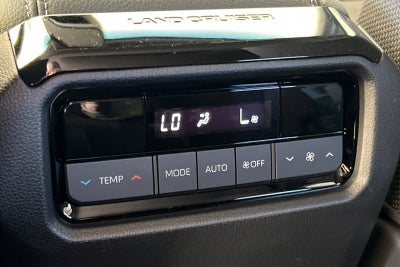 LAND CRUISER
LO L
TEMP MODE AUTO OFF